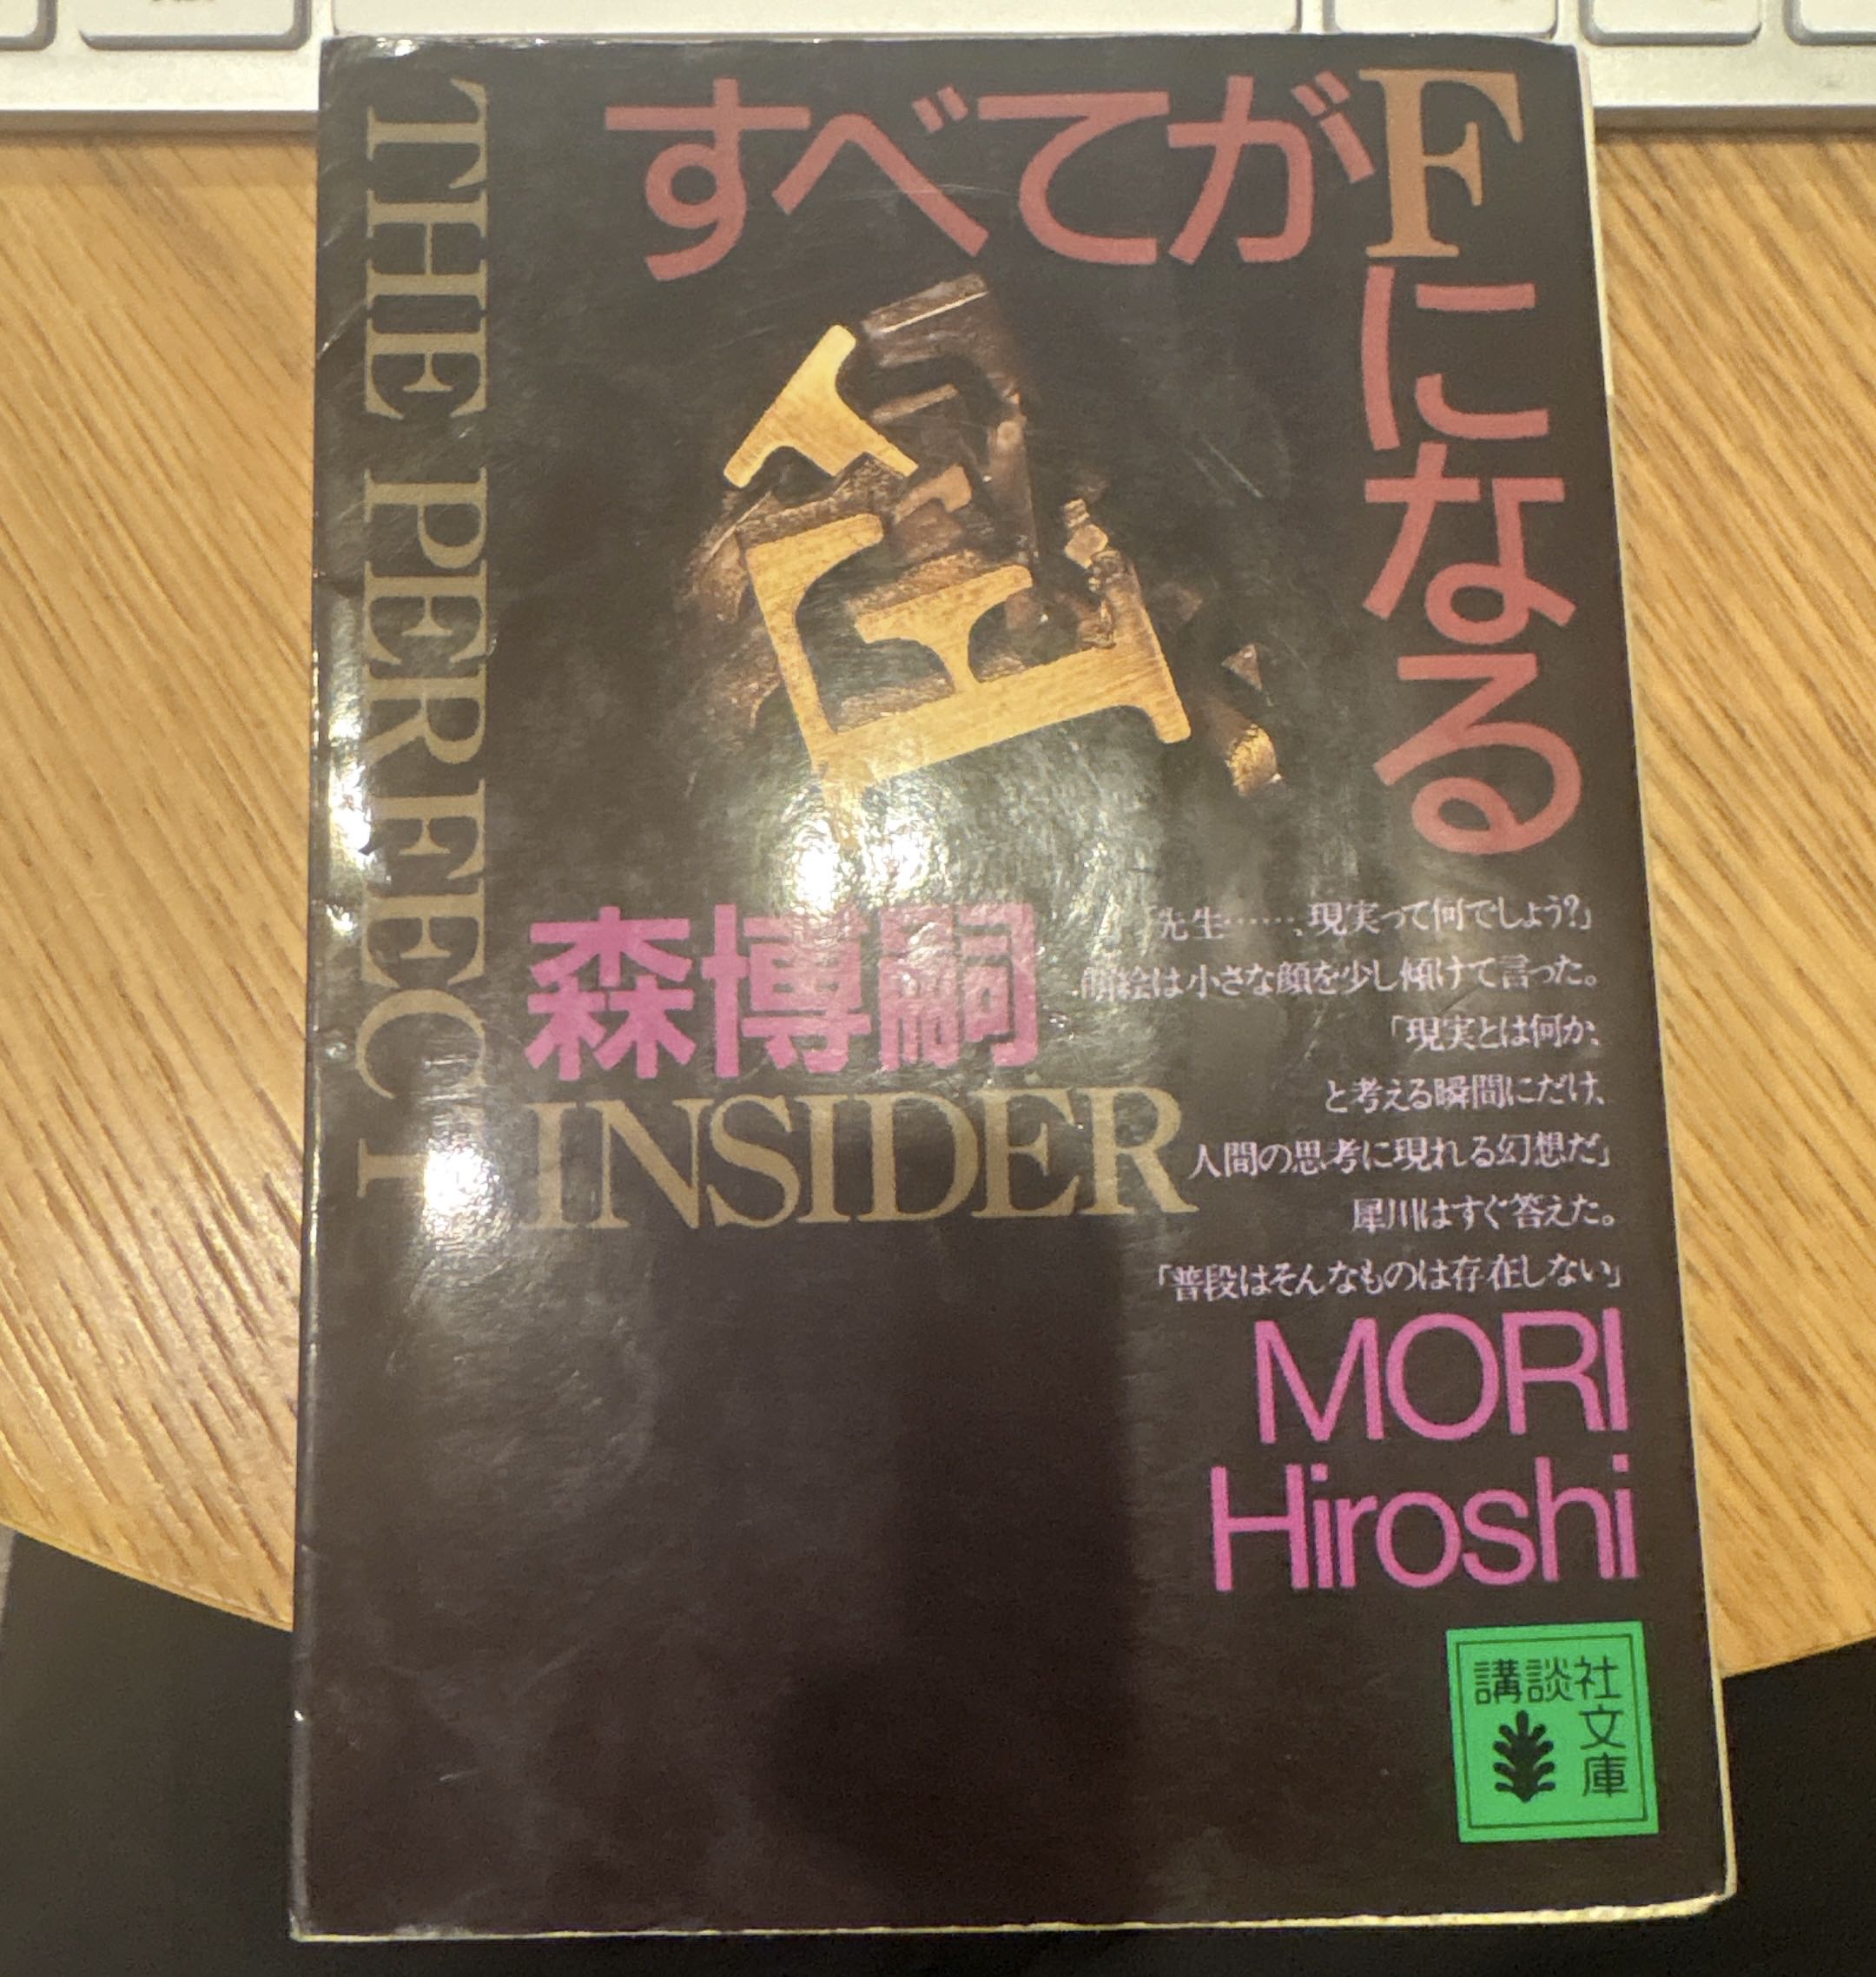 すべてがFになる
THE PERFECT
INSIDER
森博嗣
「先生……、現実って何でしょう?」
萌絵は小さな顔を少し傾けて言った。
「現実とは何か、
と考える瞬間にだけ、
人間の思考に現れる幻想だ」
犀川はすぐ答えた。
「普段はそんなものは存在しない」
MORI
Hiroshi
講談社
文庫